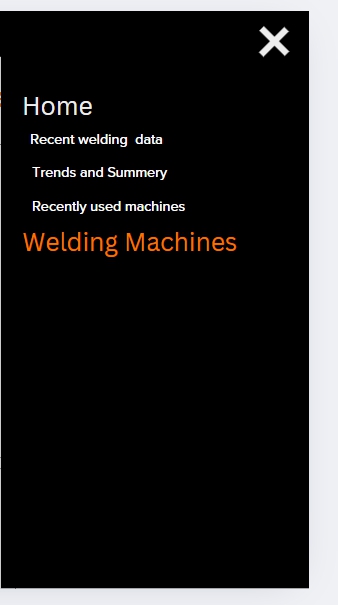 Home
Recent welding data
Trends and Summery
Recently used machines
Welding Machines